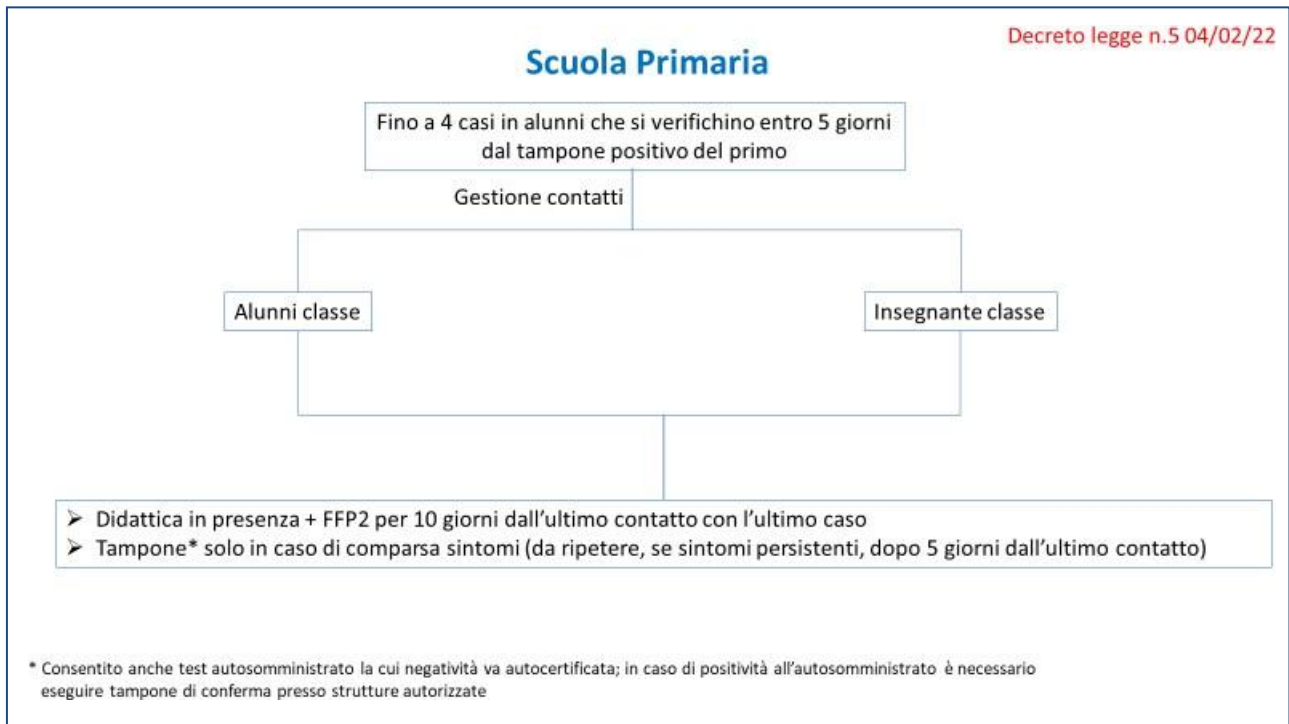 Decreto legge n.5 04/02/22
Scuola Primaria
Fino a 4 casi in alunni che si verifichino entro 5 giorni
dal tampone positivo del primo
Gestione contatti
Alunni classe
Insegnante classe
➢ Didattica in presenza + FFP2 per 10 giorni dall’ultimo contatto con l’ultimo caso
➢ Tampone* solo in caso di comparsa sintomi (da ripetere, se sintomi persistenti, dopo 5 giorni dall’ultimo contatto)
* Consentito anche test autosomministrato la cui negatività va autocertificata; in caso di positività all’autosomministrato è necessario
eseguire tampone di conferma presso strutture autorizzate